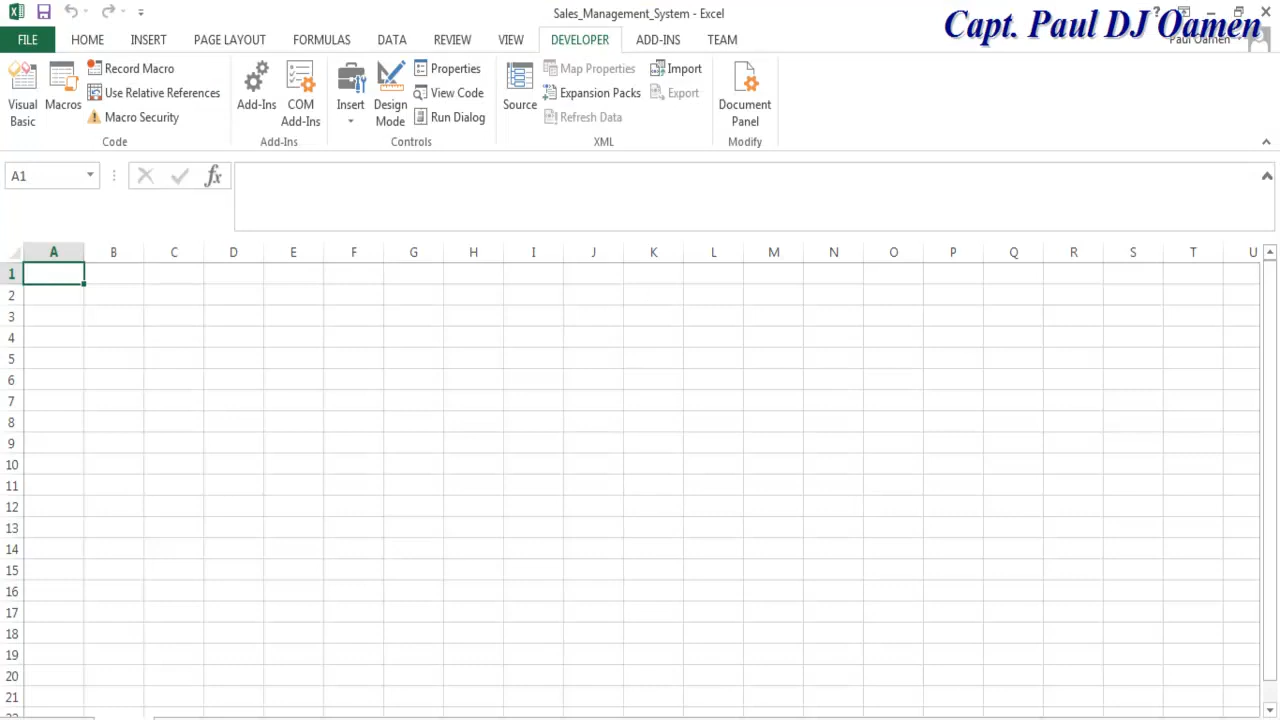 Sales_Management_System - Excel
Capt. Paul DJ Oamen
FILE HOME INSERT PAGE LAYOUT FORMULAS DATA REVIEW VIEW DEVELOPER ADD-INS TEAM Paul Oamen
Visual Basic
Macros
Record Macro
Use Relative References
Macro Security
Code
Add-Ins
COM Add-Ins
Add-Ins
Insert
Design Mode
Properties
View Code
Run Dialog
Controls
Source
Map Properties
Expansion Packs
Refresh Data
Import
Export
XML
Document Panel
Modify
A1
fx
A B C D E F G H I J K L M N O P Q R S T U
1
2
3
4
5
6
7
8
9
10
11
12
13
14
15
16
17
18
19
20
21